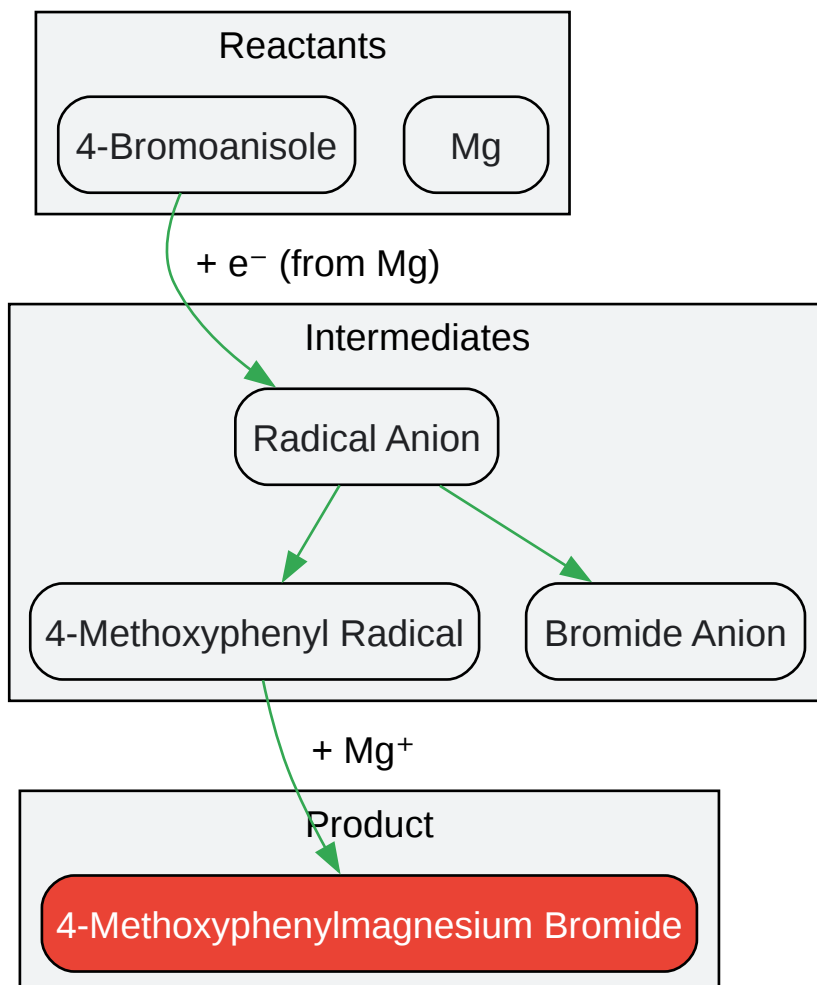 Reactants
4-Bromoanisole
Mg
+ e⁻ (from Mg)
Intermediates
Radical Anion
4-Methoxyphenyl Radical
Bromide Anion
+ Mg⁺
Product
4-Methoxyphenylmagnesium Bromide